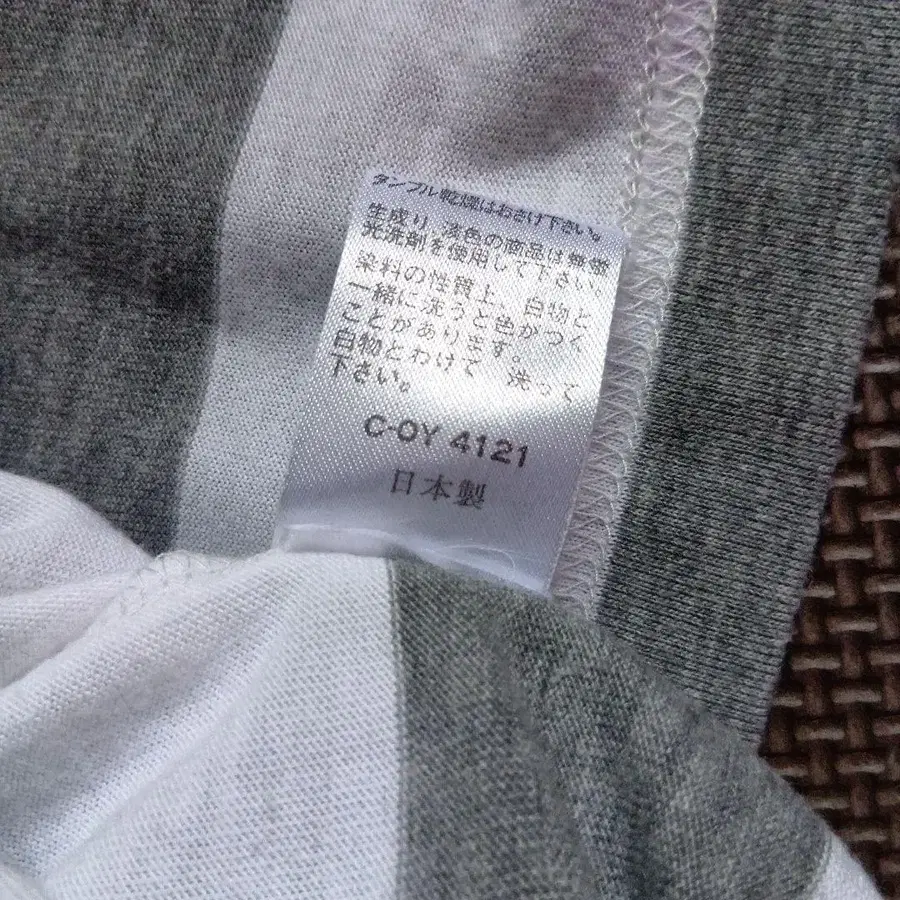 タンブル乾燥はおさけ下さい。
生成り、淡色の商品は無蛍
光洗剤を使用して下さい。
染料の性質上、白物と
一緒に洗うと色がつく
ことがあります。
白物とわけて 洗って
下さい。
C-OY 4121
日本製